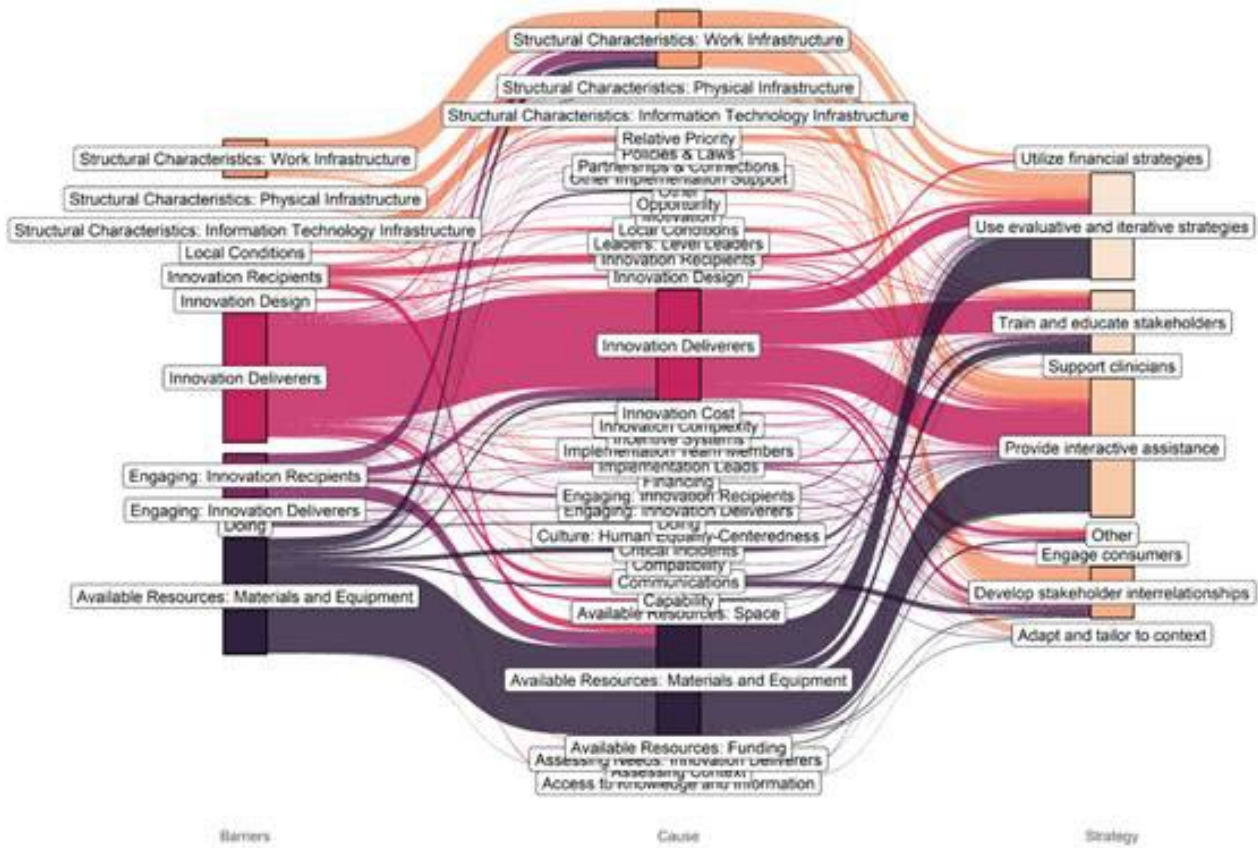 Structural Characteristics: Work Infrastructure
Structural Characteristics: Physical Infrastructure
Structural Characteristics: Information Technology Infrastructure
Local Conditions
Innovation Recipients
Innovation Design
Innovation Deliverers
Engaging: Innovation Recipients
Engaging: Innovation Deliverers
Doing
Available Resources: Materials and Equipment
Barriers
Structural Characteristics: Work Infrastructure
Structural Characteristics: Physical Infrastructure
Structural Characteristics: Information Technology Infrastructure
Relative Priority
Policies & Laws
Partnerships & Connections
Other Implementation Support
Other
Opportunity
Motivation
Local Conditions
Leaders: Level Leaders
Innovation Recipients
Innovation Design
Innovation Deliverers
Innovation Cost
Innovation Complexity
Incentive Systems
Implementation Team Members
Implementation Leads
Financing
Engaging: Innovation Recipients
Engaging: Innovation Deliverers
Doing
Culture: Human Equality-Centeredness
Critical Incidents
Compatibility
Communications
Capability
Available Resources: Space
Available Resources: Materials and Equipment
Available Resources: Funding
Assessing Needs: Innovation Deliverers
Assessing Context
Access to Knowledge and Information
Cause
Utilize financial strategies
Use evaluative and iterative strategies
Train and educate stakeholders
Support clinicians
Provide interactive assistance
Other
Engage consumers
Develop stakeholder interrelationships
Adapt and tailor to context
Strategy